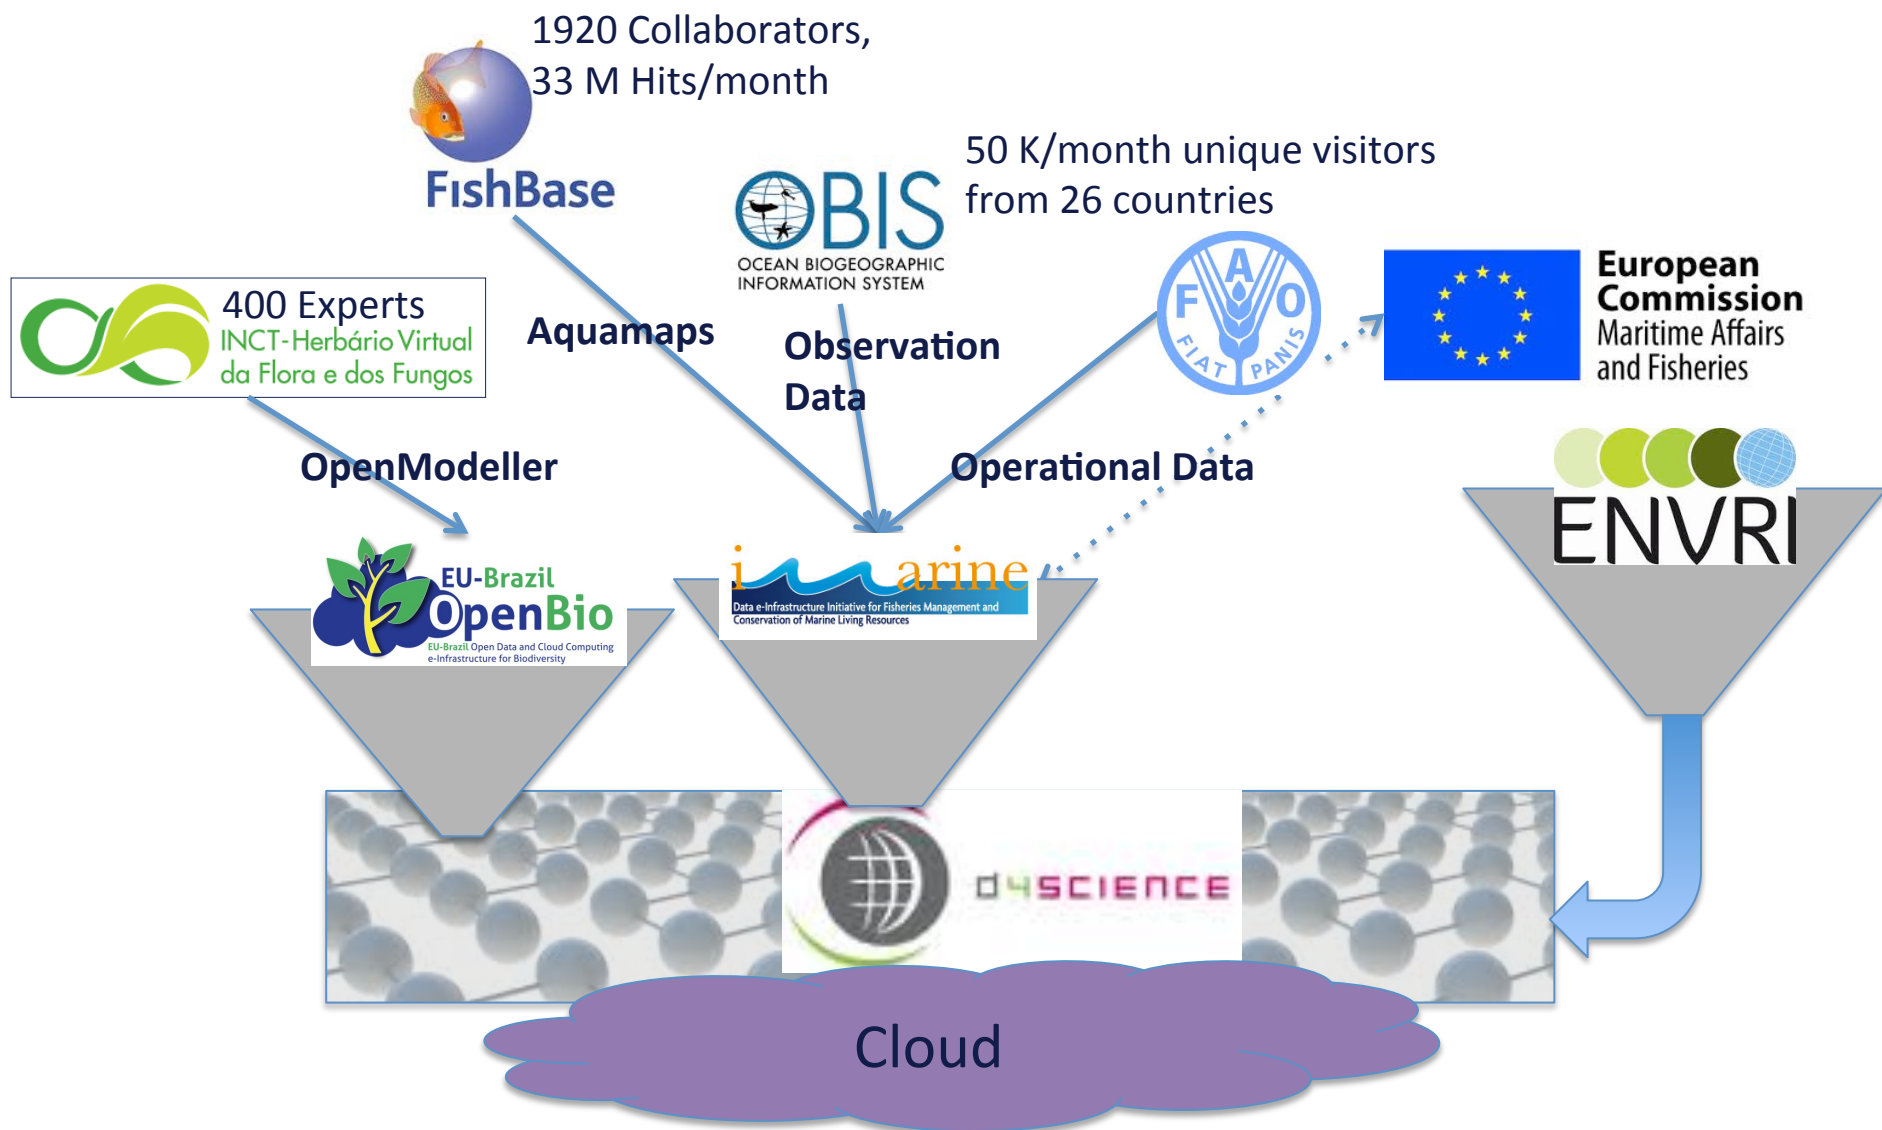 1920 Collaborators,
33 M Hits/month
FishBase
50 K/month unique visitors
from 26 countries
OBIS
OCEAN BIOGEOGRAPHIC
INFORMATION SYSTEM
FAO
FIAT PANIS
European
Commission
Maritime Affairs
and Fisheries
400 Experts
INCT-Herbário Virtual
da Flora e dos Fungos
Aquamaps
Observation
Data
OpenModeller
Operational Data
ENVRI
EU-Brazil
OpenBio
EU-Brazil Open Data and Cloud Computing
e-Infrastructure for Biodiversity
imarine
Data e-Infrastructure Initiative for Fisheries Management and
Conservation of Marine Living Resources
d4science
Cloud